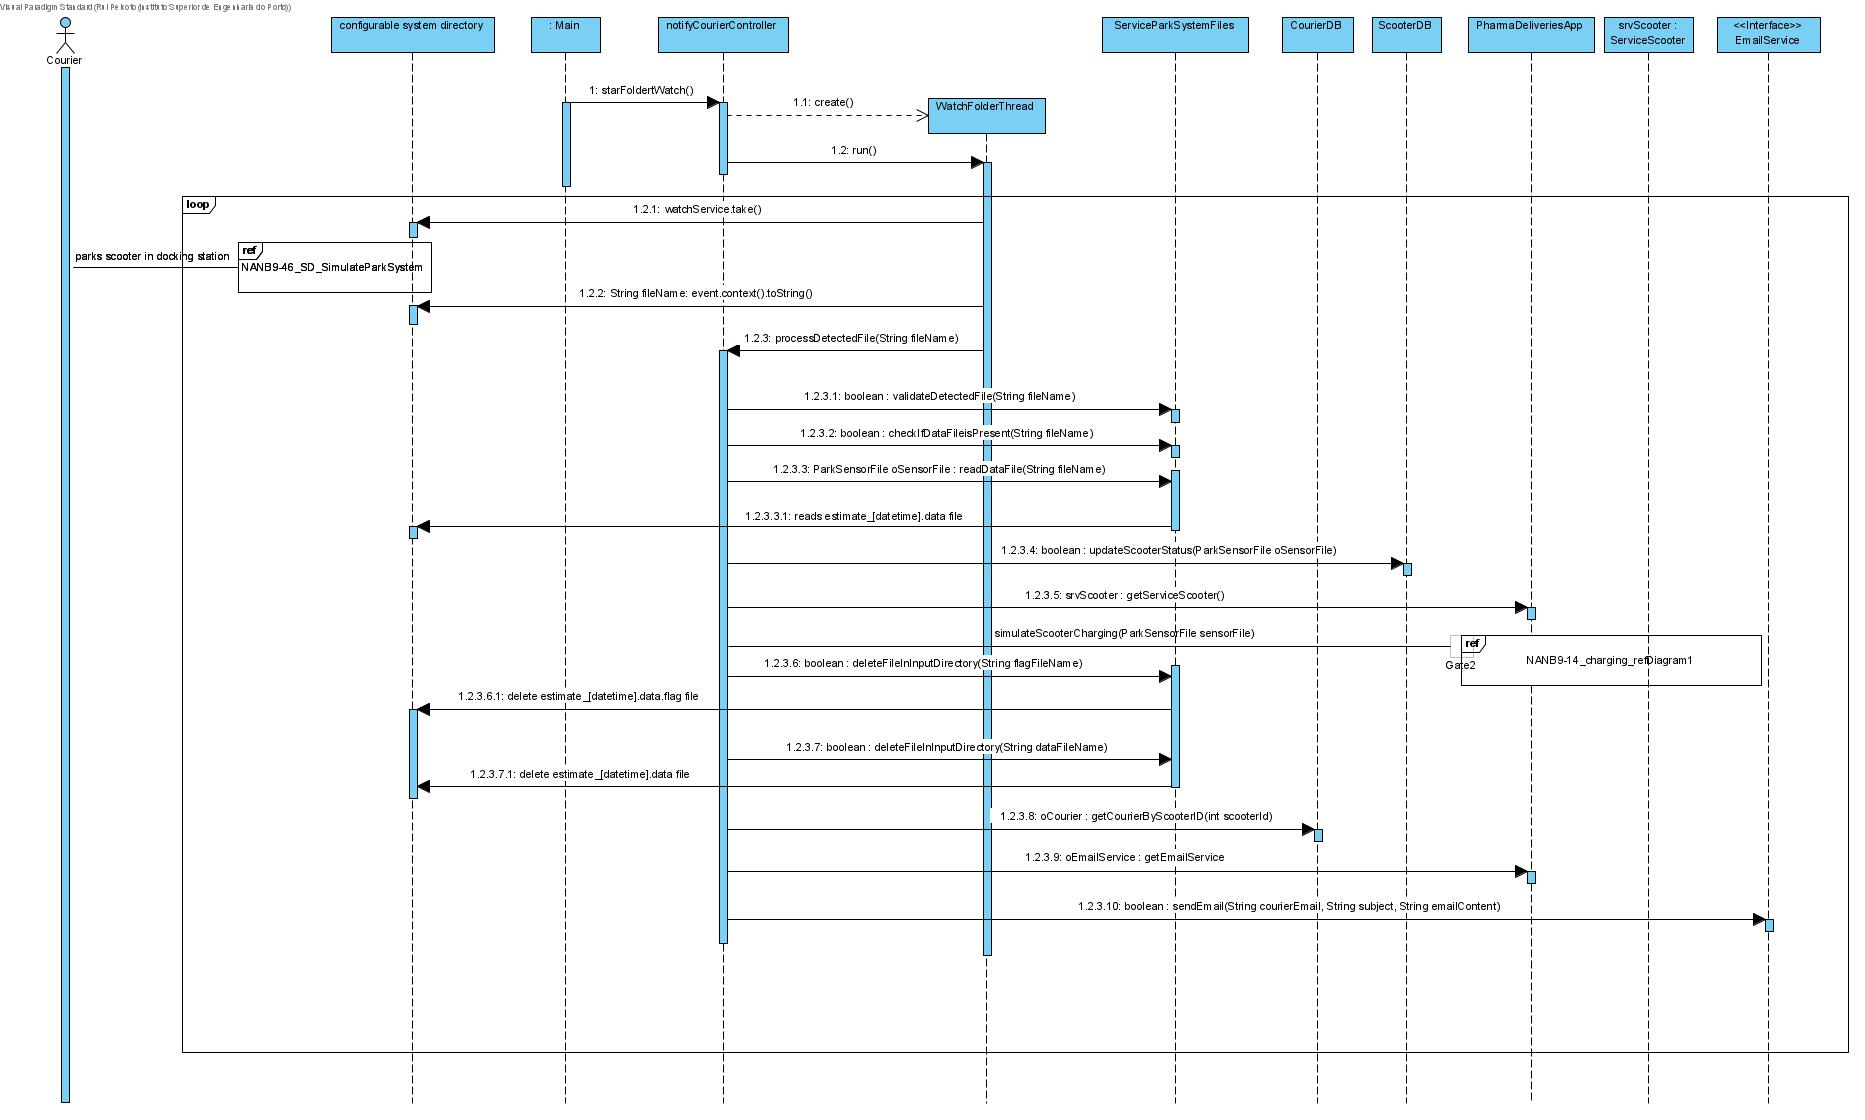 Visual Paradigm Standard (Rui Peixoto (Instituto Superior de Engenharia do Porto))
Courier
configurable system directory
: Main
notifyCourierController
ServiceParkSystemFiles
CourierDB
ScooterDB
PharmaDeliveriesApp
srvScooter :
ServiceScooter
<<Interface>>
EmailService
1: starFoldertWatch()
1.1: create()
WatchFolderThread
1.2: run()
loop
1.2.1: watchService.take()
ref
parks scooter in docking station
NANB9-46_SD_SimulateParkSystem
1.2.2: String fileName: event.context().toString()
1.2.3: processDetectedFile(String fileName)
1.2.3.1: boolean : validateDetectedFile(String fileName)
1.2.3.2: boolean : checkIfDataFileisPresent(String fileName)
1.2.3.3: ParkSensorFile oSensorFile : readDataFile(String fileName)
1.2.3.3.1: reads estimate_[datetime].data file
1.2.3.4: boolean : updateScooterStatus(ParkSensorFile oSensorFile)
1.2.3.5: srvScooter : getServiceScooter()
simulateScooterCharging(ParkSensorFile sensorFile)
ref
Gate2
NANB9-14_charging_refDiagram1
1.2.3.6: boolean : deleteFileInInputDirectory(String flagFileName)
1.2.3.6.1: delete estimate_[datetime].data.flag file
1.2.3.7: boolean : deleteFileInInputDirectory(String dataFileName)
1.2.3.7.1: delete estimate_[datetime].data file
1.2.3.8: oCourier : getCourierByScooterID(int scooterId)
1.2.3.9: oEmailService : getEmailService
1.2.3.10: boolean : sendEmail(String courierEmail, String subject, String emailContent)